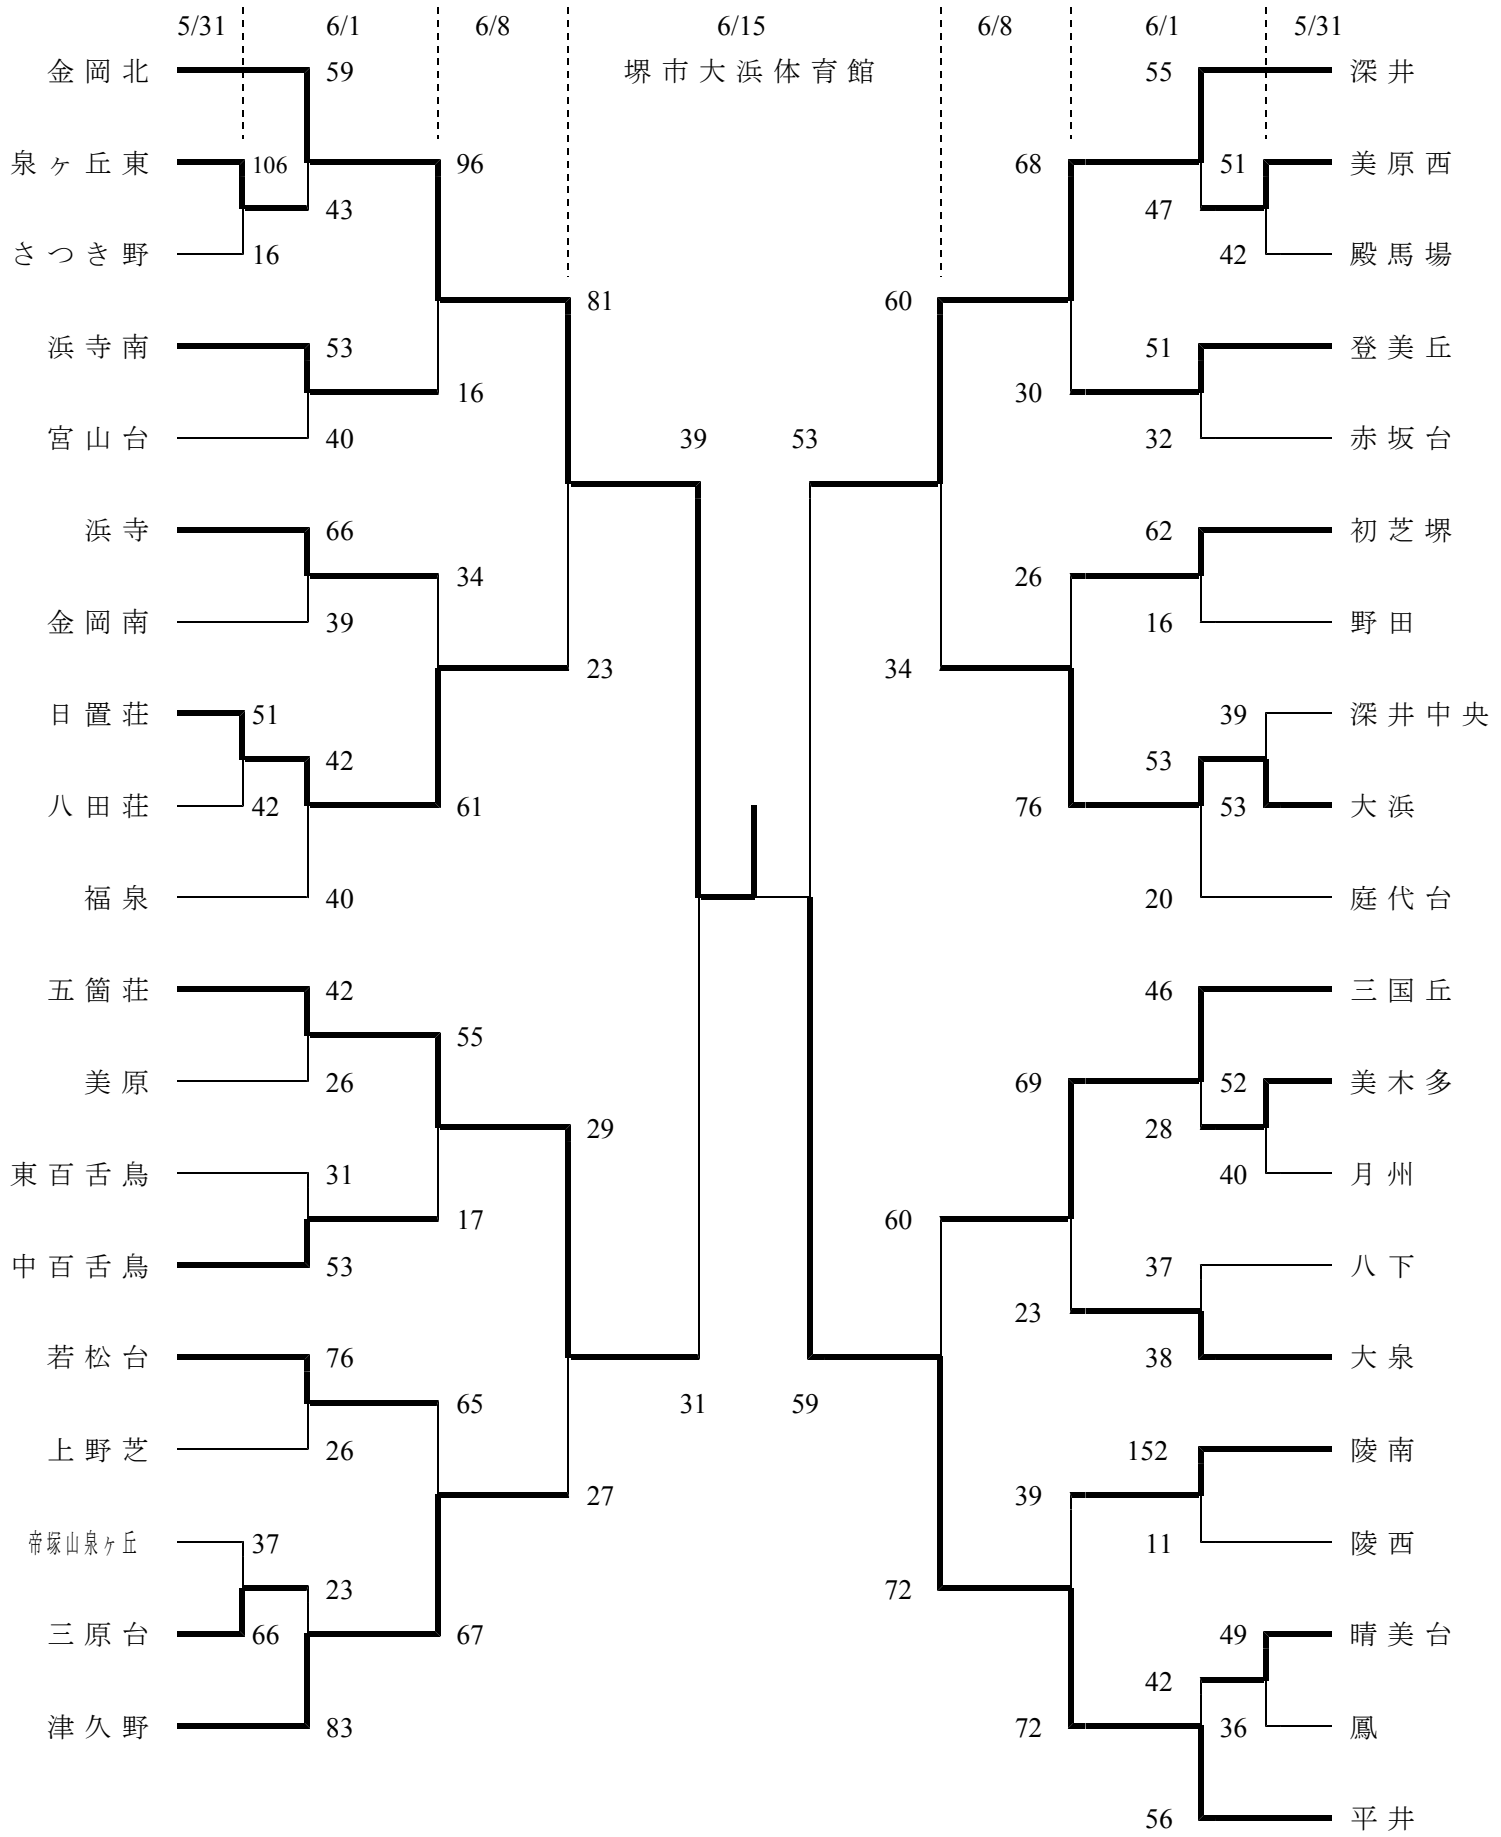 5/31 6/1 6/8 6/15 6/8 6/1 5/31
金岡北 59 堺市大浜体育館 55 深井
泉ヶ丘東 106 96 68 51 美原西
43 47
さつき野 16 42 殿馬場
81 60
浜寺南 53 51 登美丘
16 30
宮山台 40 39 53 32 赤坂台
浜寺 66 62 初芝堺
34 26
金岡南 39 16 野田
23 34
日置荘 51 39 深井中央
42 53
八田荘 42 61 76 53 大浜
福泉 40 20 庭代台
五箇荘 42 46 三国丘
55
美原 26 69 52 美木多
29 28
東百舌鳥 31 40 月州
17 60
中百舌鳥 53 37 八下
23
若松台 76 38 大泉
65 31 59
上野芝 26 152 陵南
27 39
帝塚山泉ヶ丘 37 11 陵西
23 72
三原台 66 67 49 晴美台
42
津久野 83 72 36 鳳
56 平井